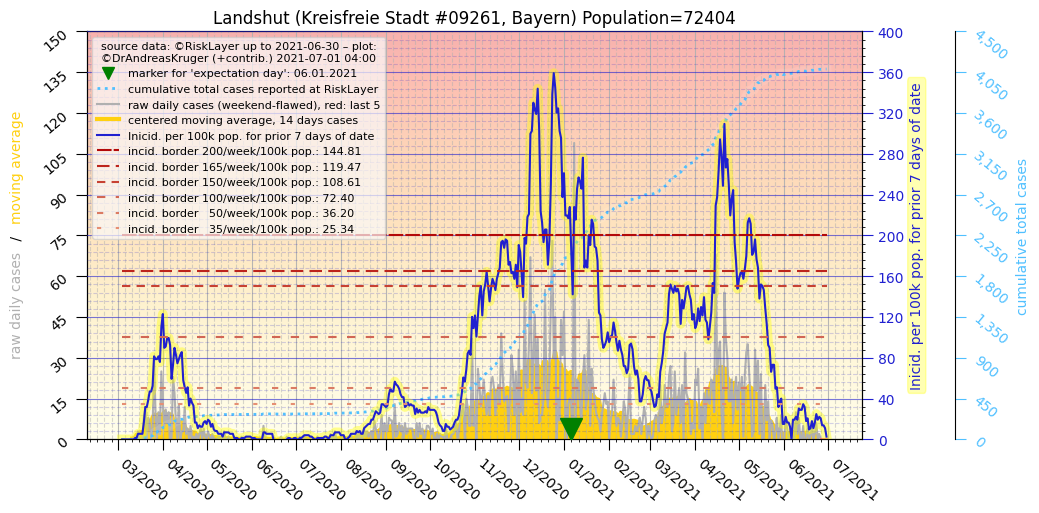 Landshut (Kreisfreie Stadt #09261, Bayern) Population=72404
source data: ©RiskLayer up to 2021-06-30 – plot:
©DrAndreasKruger (+contrib.) 2021-07-01 04:00
marker for 'expectation day': 06.01.2021
cumulative total cases reported at RiskLayer
raw daily cases (weekend-flawed), red: last 5
centered moving average, 14 days cases
Inicid. per 100k pop. for prior 7 days of date
incid. border 200/week/100k pop.: 144.81
incid. border 165/week/100k pop.: 119.47
incid. border 150/week/100k pop.: 108.61
incid. border 100/week/100k pop.: 72.40
incid. border 50/week/100k pop.: 36.20
incid. border 35/week/100k pop.: 25.34
raw daily cases / moving average
150
135
120
105
90
75
60
45
30
15
0
03/2020
04/2020
05/2020
06/2020
07/2020
08/2020
09/2020
10/2020
11/2020
12/2020
01/2021
02/2021
03/2021
04/2021
05/2021
06/2021
07/2021
400
360
320
280
240
200
160
120
80
40
0
Inicid. per 100k pop. for prior 7 days of date
4,500
4,050
3,600
3,150
2,700
2,250
1,800
1,350
900
450
0
cumulative total cases